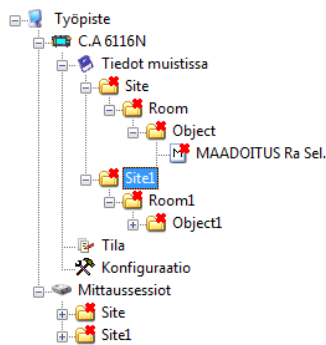 Työpiste
C.A 6116N
Tiedot muistissa
Site
Room
Object
MAADOITUS Ra Sel.
Site1
Room1
Object1
Tila
Konfiguraatio
Mittaussessiot
Site
Site1